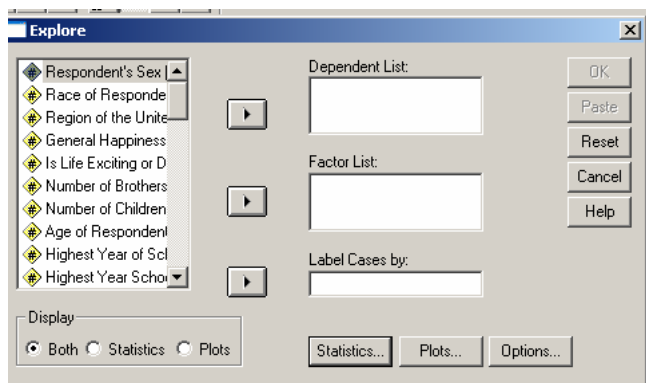 Explore
Respondent's Sex [
Race of Responde
Region of the Unite
General Happiness
Is Life Exciting or D
Number of Brothers
Number of Children
Age of Respondent
Highest Year of Scl
Highest Year Schoo
Dependent List:
Factor List:
Label Cases by:
OK
Paste
Reset
Cancel
Help
Display
Both Statistics Plots
Statistics... Plots... Options...